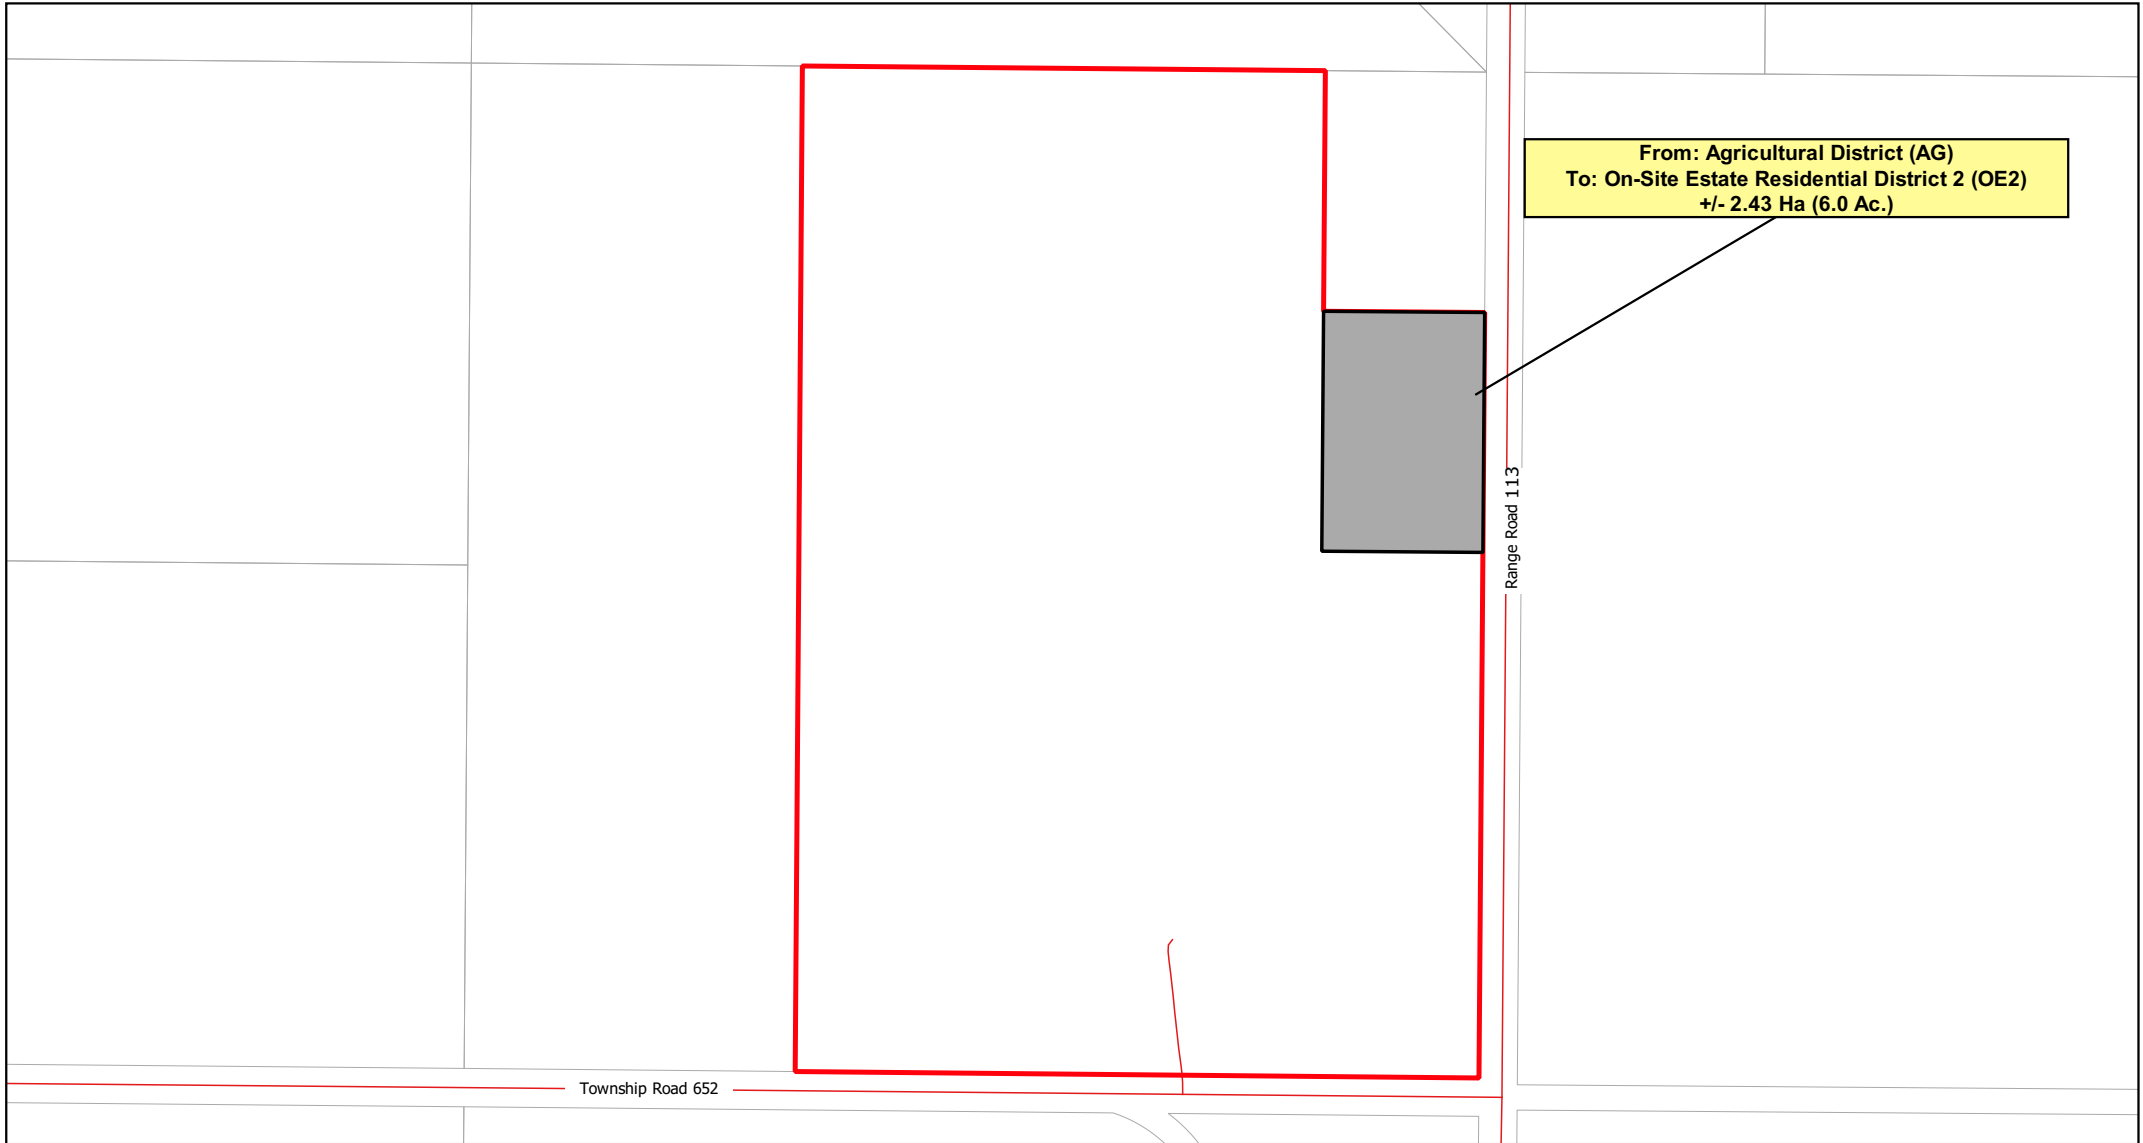 From: Agricultural District (AG)
To: On-Site Estate Residential District 2 (OE2)
+/- 2.43 Ha (6.0 Ac.)
Range Road 113
Township Road 652